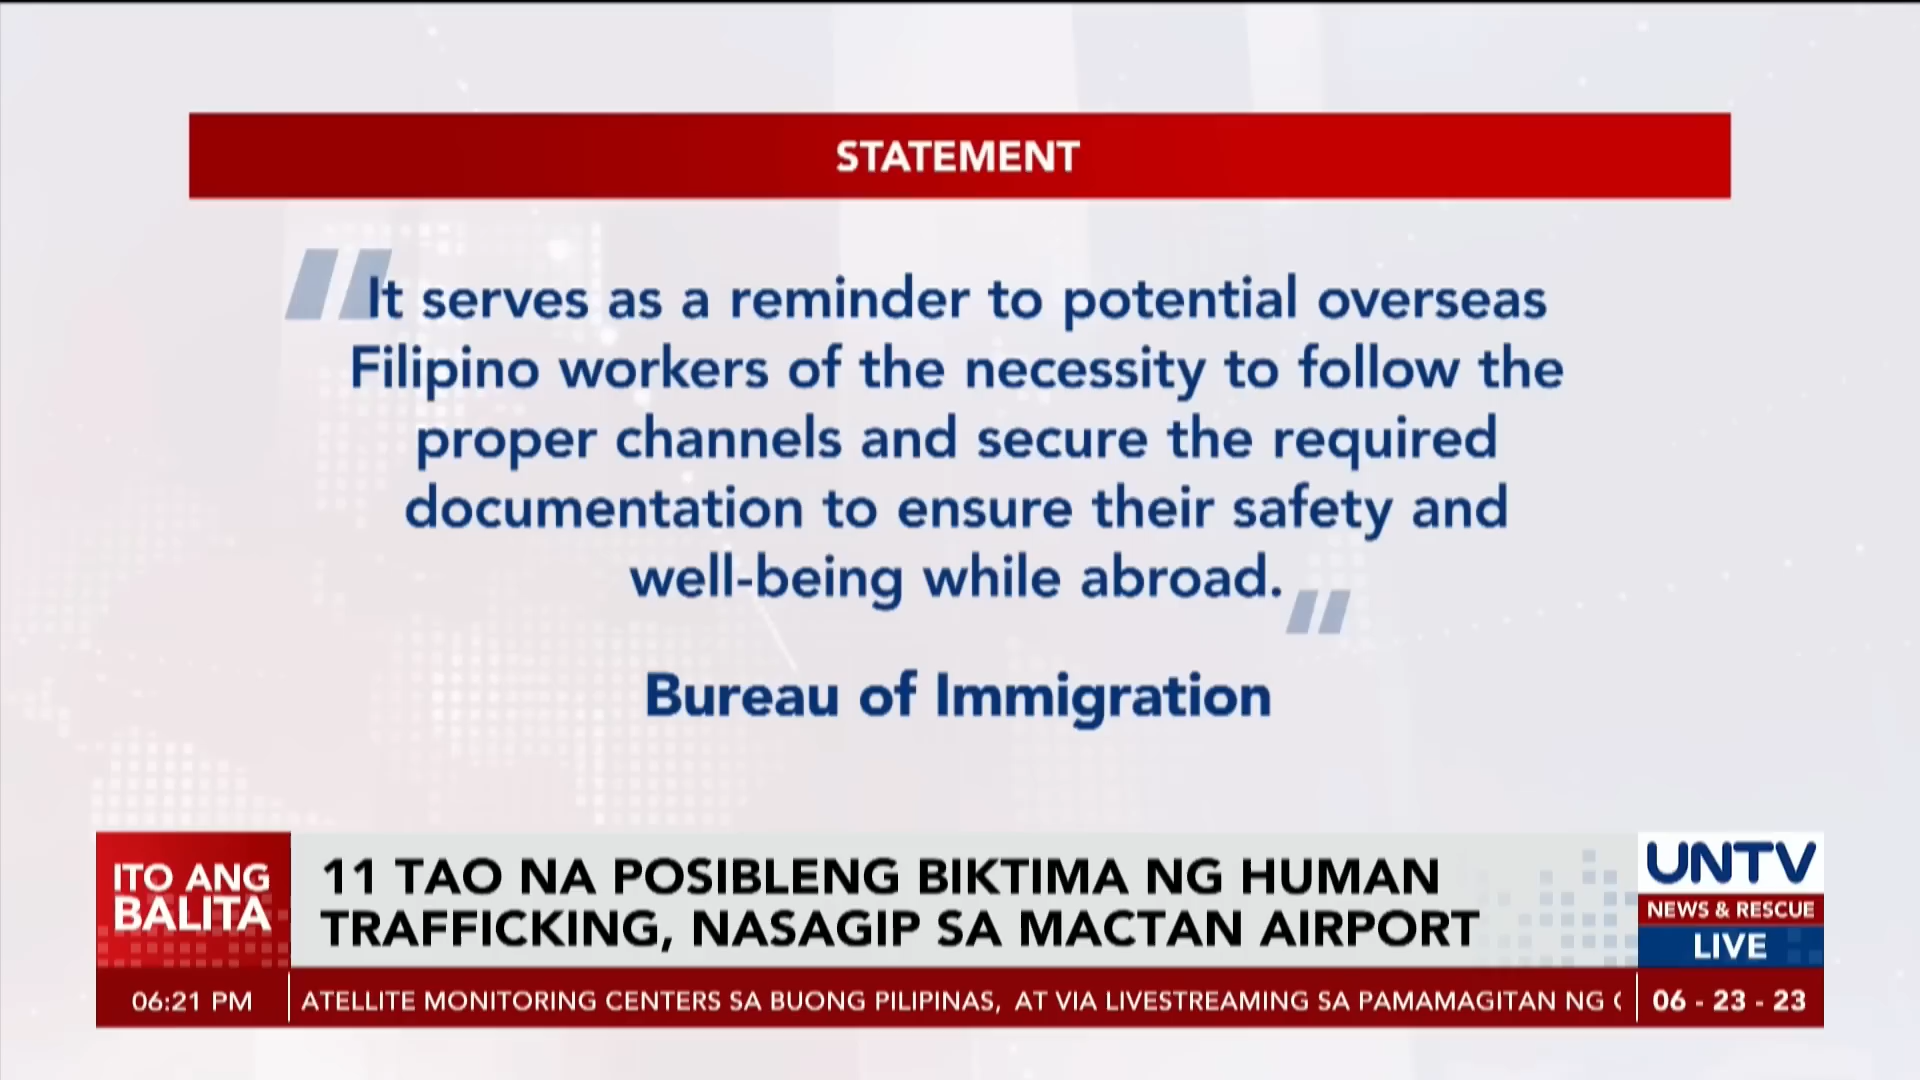 STATEMENT
"It serves as a reminder to potential overseas
Filipino workers of the necessity to follow the
proper channels and secure the required
documentation to ensure their safety and
well-being while abroad."
Bureau of Immigration
ITO ANG
BALITA
11 TAO NA POSIBLENG BIKTIMA NG HUMAN
TRAFFICKING, NASAGIP SA MACTAN AIRPORT
UNTV
NEWS & RESCUE
LIVE
06:21 PM
ATELLITE MONITORING CENTERS SA BUONG PILIPINAS, AT VIA LIVESTREAMING SA PAMAMAGITAN NG
06 - 23 - 23